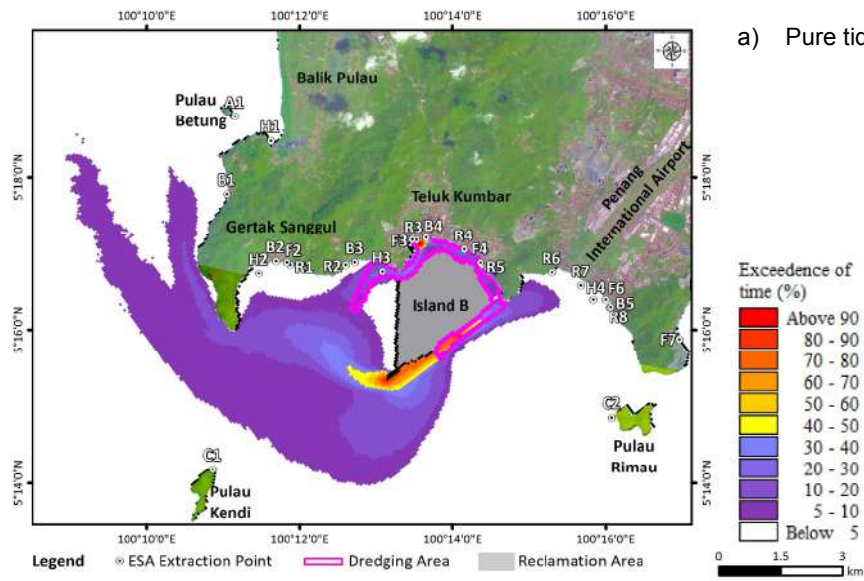 100°10'0"E 100°12'0"E 100°14'0"E 100°16'0"E
a) Pure tid
Balik Pulau
Pulau
Betung
A1
H1
5°18'0"N
5°18'0"N
B1
Penang
International Airport
Teluk Kumbar
Gertak Sanggul
R3 B4
F3
R4
F4
B2 F2
B3
H2
R1
R2
H3
R5
R6
R7
H4 F6
B5
R8
Island B
5°16'0"N
5°16'0"N
F7
C2
Pulau
Rimau
C1
Pulau
Kendi
5°14'0"N
5°14'0"N
100°10'0"E 100°12'0"E 100°14'0"E 100°16'0"E
Exceedence of
time (%)
Above 90
80 - 90
70 - 80
60 - 70
50 - 60
40 - 50
30 - 40
20 - 30
10 - 20
5 - 10
Below 5
0 1.5 3
km
Legend ESA Extraction Point Dredging Area Reclamation Area